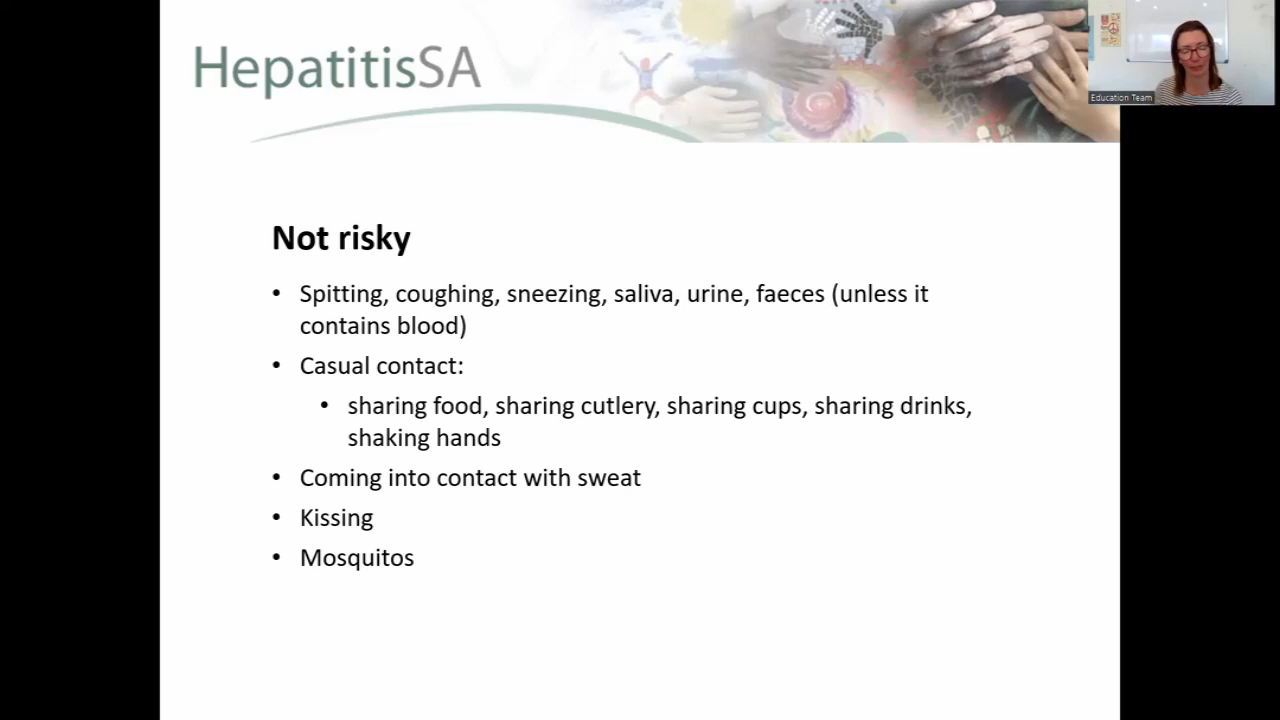 HepatitisSA
Education Team
Not risky
• Spitting, coughing, sneezing, saliva, urine, faeces (unless it
contains blood)
• Casual contact:
• sharing food, sharing cutlery, sharing cups, sharing drinks,
shaking hands
• Coming into contact with sweat
• Kissing
• Mosquitos